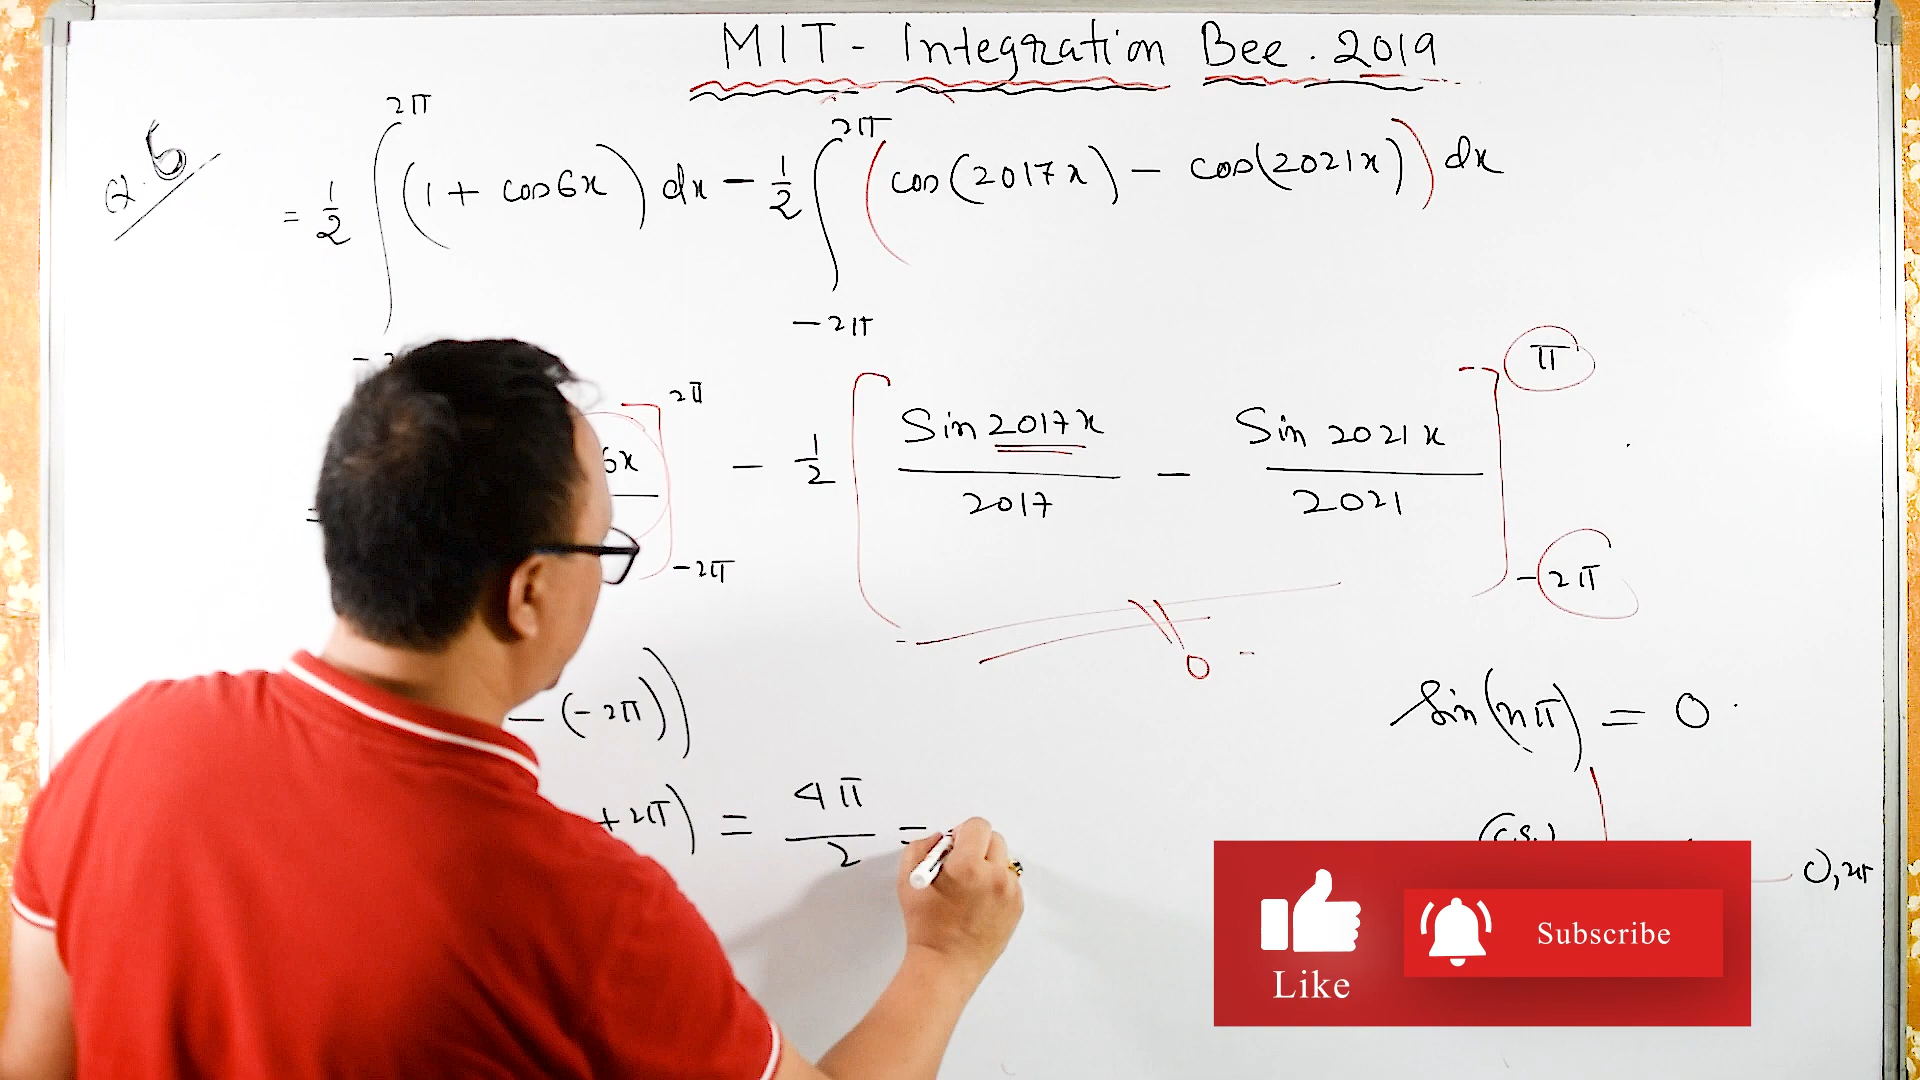 MIT - Integration Bee. 2019
Q.6
= 1/2 ∫_{-2}^{2π} (1 + cos6x) dx - 1/2 ∫_{-2π}^{2π} (cos(2017x) - cos(2021x)) dx
6x ]_{-2π}^{2π} - 1/2 [ Sin 2017x / 2017 - Sin 2021x / 2021 ]_{-2π}^{π}
0
- (-2π))
+ 2π) = 4π / 2 =
Sin(nπ) = 0
0, 2π
Like
Subscribe